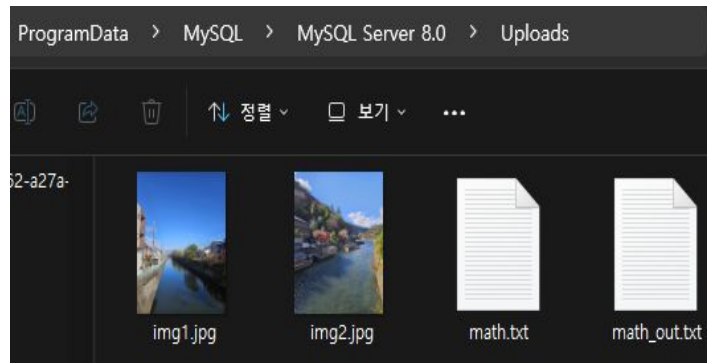 ProgramData > MySQL > MySQL Server 8.0 > Uploads
정렬 보기 •••
52-a27a-
img1.jpg img2.jpg math.txt math_out.txt